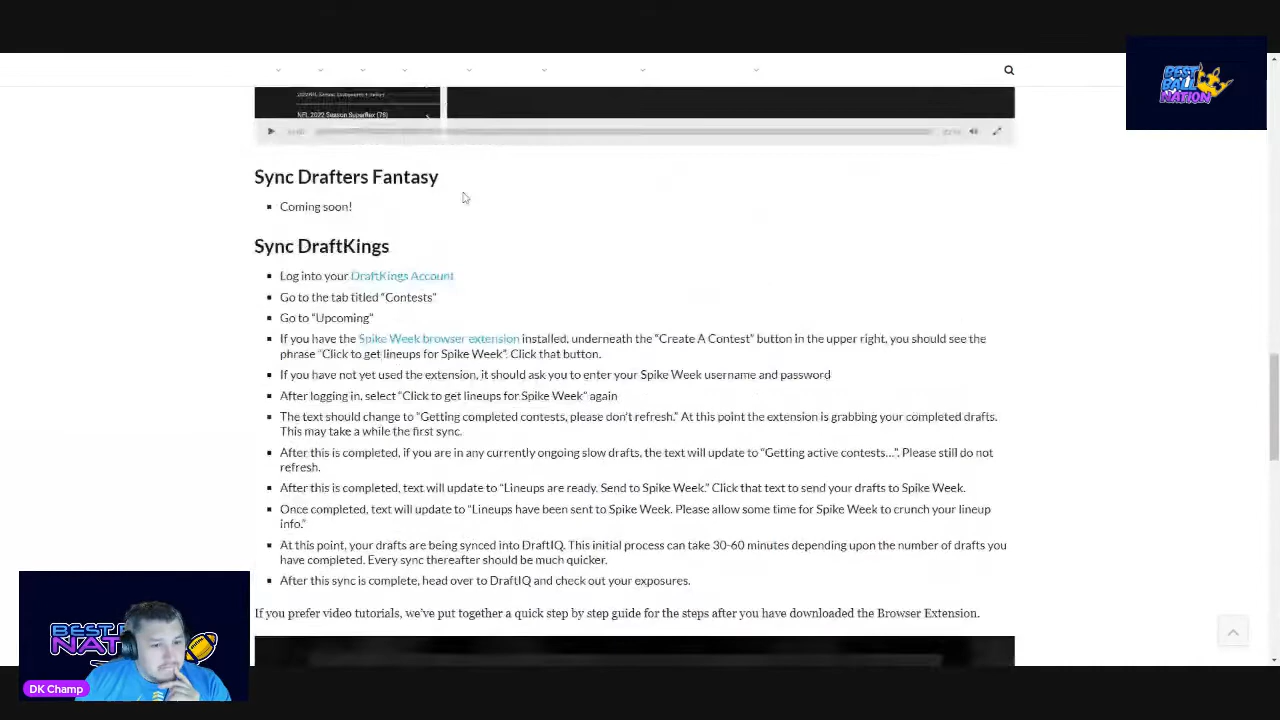 BEST
BALL
NATION
NFL 2022 Season Superflex (78)
Sync Drafters Fantasy
Coming soon!
Sync DraftKings
Log into your DraftKings Account
Go to the tab titled “Contests”
Go to “Upcoming”
If you have the Spike Week browser extension installed, underneath the “Create A Contest” button in the upper right, you should see the
phrase “Click to get lineups for Spike Week”. Click that button.
If you have not yet used the extension, it should ask you to enter your Spike Week username and password
After logging in, select “Click to get lineups for Spike Week” again
The text should change to “Getting completed contests, please don’t refresh.” At this point the extension is grabbing your completed drafts.
This may take a while the first sync.
After this is completed, if you are in any currently ongoing slow drafts, the text will update to “Getting active contests…”. Please still do not
refresh.
After this is completed, text will update to “Lineups are ready. Send to Spike Week.” Click that text to send your drafts to Spike Week.
Once completed, text will update to “Lineups have been sent to Spike Week. Please allow some time for Spike Week to crunch your lineup
info.”
At this point, your drafts are being synced into DraftIQ. This initial process can take 30-60 minutes depending upon the number of drafts you
have completed. Every sync thereafter should be much quicker.
After this sync is complete, head over to DraftIQ and check out your exposures.
If you prefer video tutorials, we’ve put together a quick step by step guide for the steps after you have downloaded the Browser Extension.
DK Champ